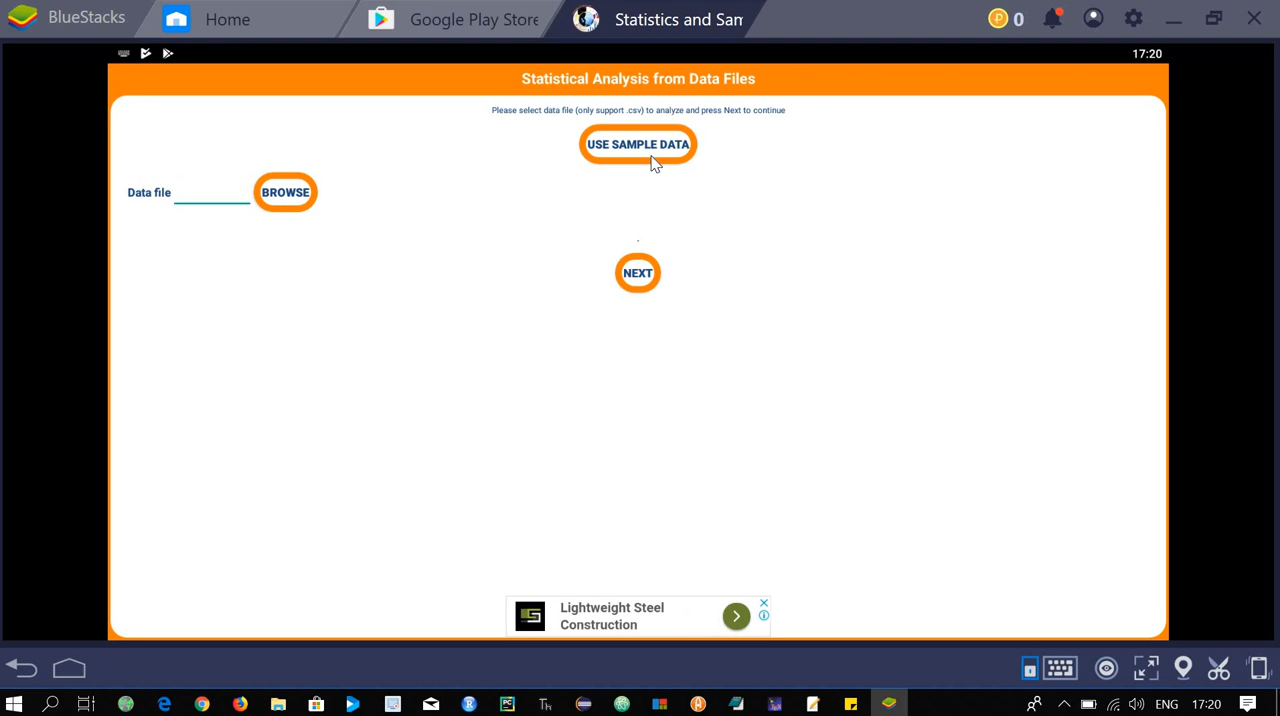 BlueStacks
Home
Google Play Store
Statistics and Sam
0
17:20
Statistical Analysis from Data Files
Please select data file (only support .csv) to analyze and press Next to continue
USE SAMPLE DATA
Data file
BROWSE
.
NEXT
Lightweight Steel
Construction
ENG
17:20